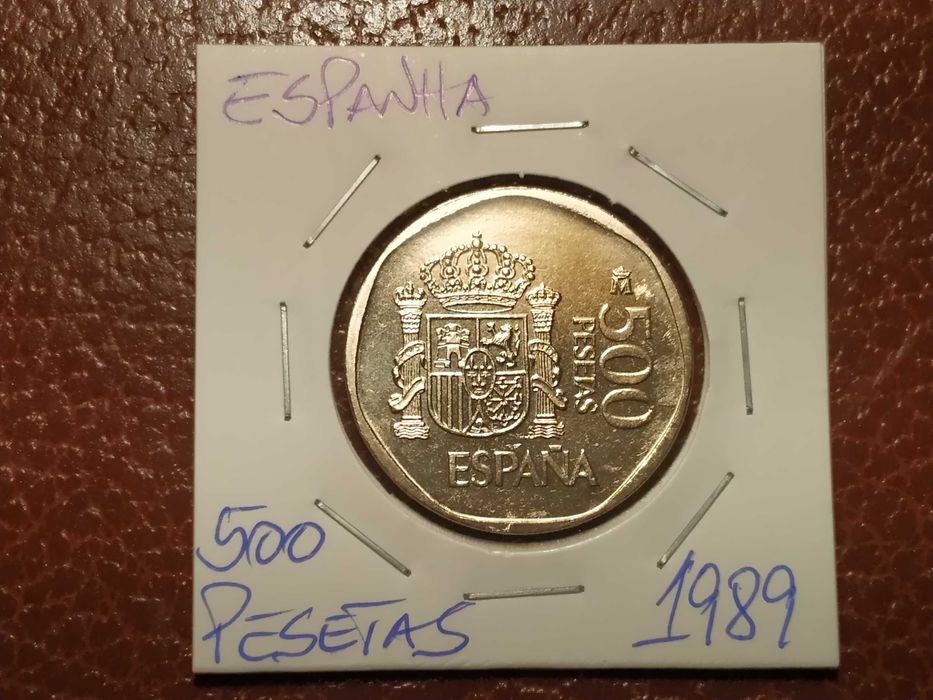 ESPANHA
M
500
PESETAS
ESPAÑA
500
PESETAS
1989